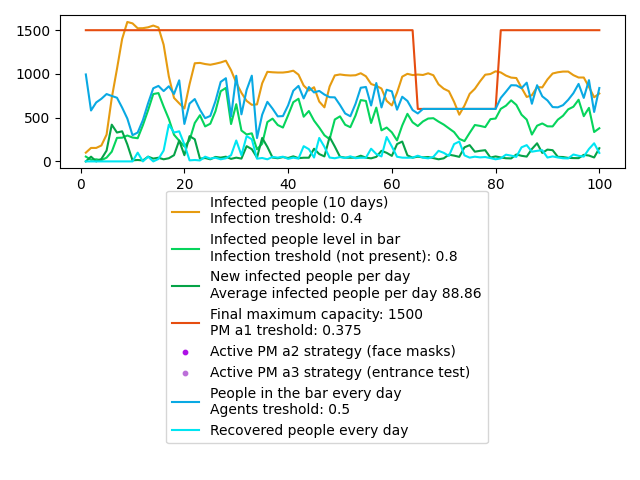 1500
1000
500
0
0
20
40
60
80
100
Infected people (10 days)
Infection treshold: 0.4
Infected people level in bar
Infection treshold (not present): 0.8
New infected people per day
Average infected people per day 88.86
Final maximum capacity: 1500
PM a1 treshold: 0.375
Active PM a2 strategy (face masks)
Active PM a3 strategy (entrance test)
People in the bar every day
Agents treshold: 0.5
Recovered people every day